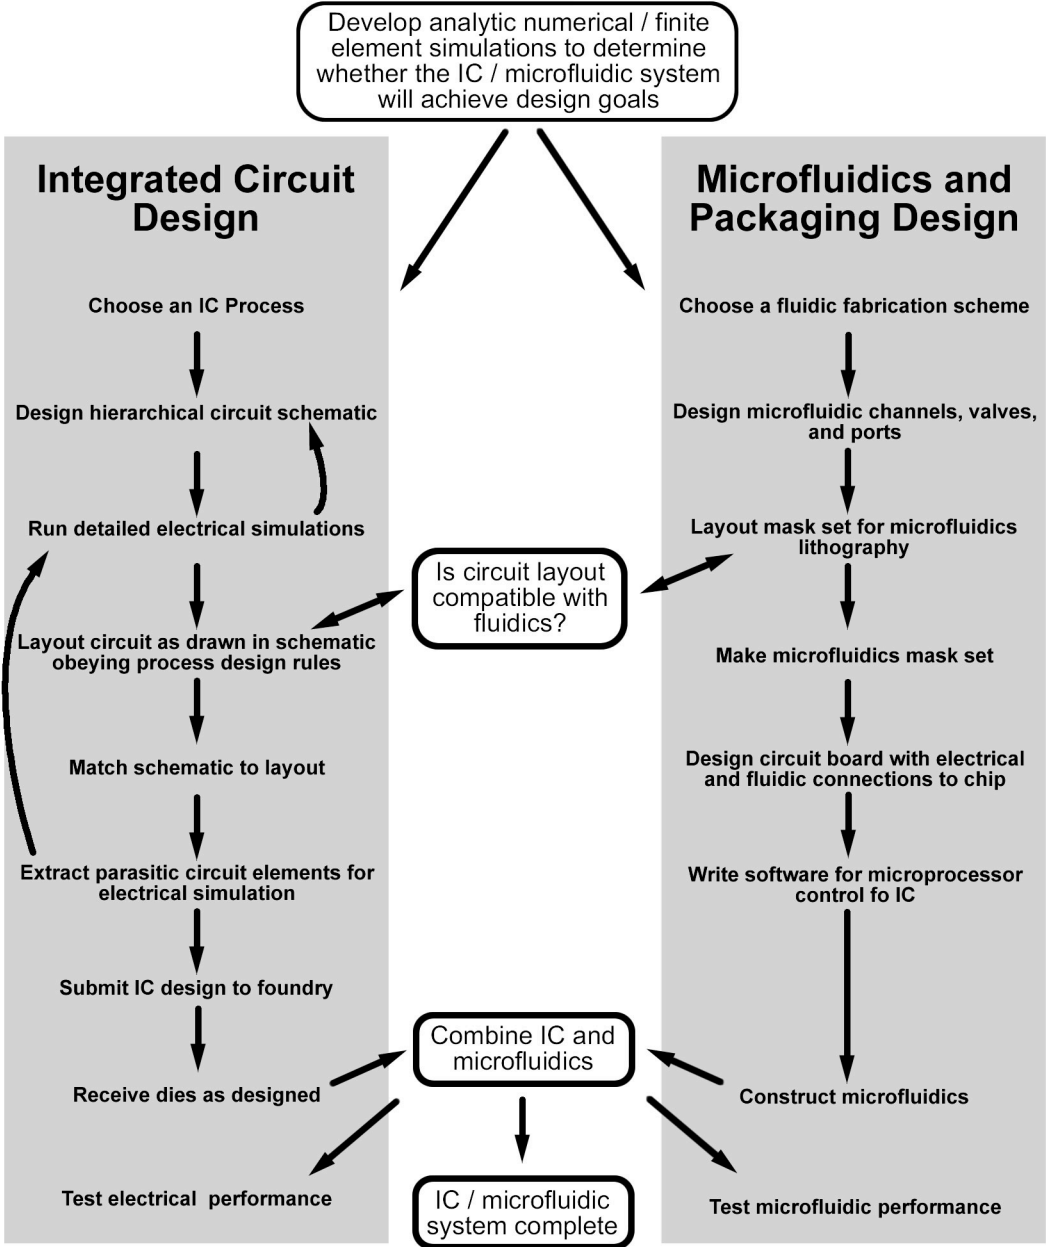 Develop analytic numerical / finite
element simulations to determine
whether the IC / microfluidic system
will achieve design goals
Integrated Circuit
Design
Choose an IC Process
Design hierarchical circuit schematic
Run detailed electrical simulations
Layout circuit as drawn in schematic
obeying process design rules
Match schematic to layout
Extract parasitic circuit elements for
electrical simulation
Submit IC design to foundry
Receive dies as designed
Test electrical performance
Is circuit layout
compatible with
fluidics?
Combine IC and
microfluidics
IC / microfluidic
system complete
Microfluidics and
Packaging Design
Choose a fluidic fabrication scheme
Design microfluidic channels, valves,
and ports
Layout mask set for microfluidics
lithography
Make microfluidics mask set
Design circuit board with electrical
and fluidic connections to chip
Write software for microprocessor
control fo IC
Construct microfluidics
Test microfluidic performance